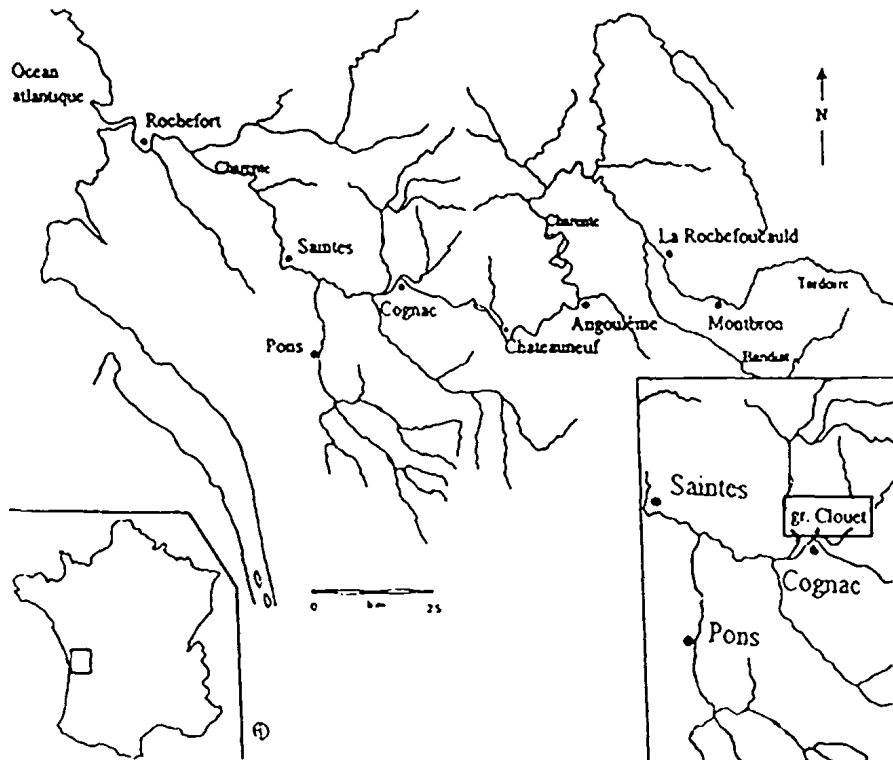 Ocean
atlantique
Rochefort
N
Charente
Charente
La Rochefoucauld
Saintes
Tardoire
Cognac
Angoulême
Montbron
Chateauneuf
Pons
Bandiat
Saintes
gr. Clouet
Cognac
0 km 25
Pons